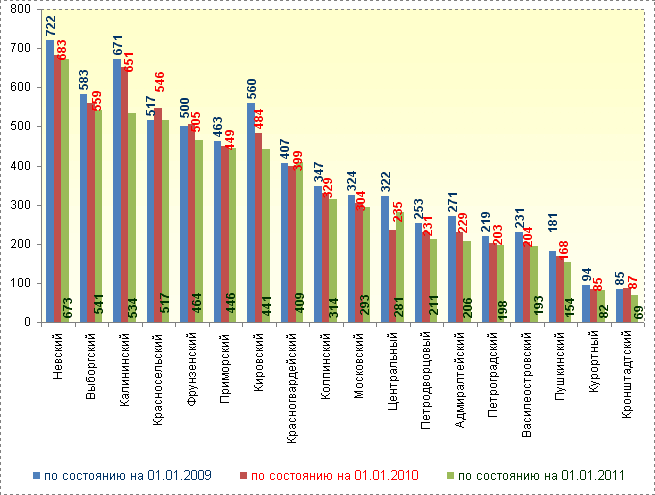 800
700
600
500
400
300
200
100
0
722 683 673
583 559 541
671 651 534
517 546 517
500 505 464
463 449 446
560 484 441
407 399 409
347 329 314
324 304 293
322 235 281
253 231 211
271 229 206
219 203 198
231 204 193
181 168 154
94 85 82
85 87 69
Невский
Выборгский
Калининский
Красносельский
Фрунзенский
Приморский
Кировский
Красногвардейский
Колпинский
Московский
Центральный
Петродворцовый
Адмиралтейский
Петроградский
Василеостровский
Пушкинский
Курортный
Кронштадтский
по состоянию на 01.01.2009 по состоянию на 01.01.2010 по состоянию на 01.01.2011